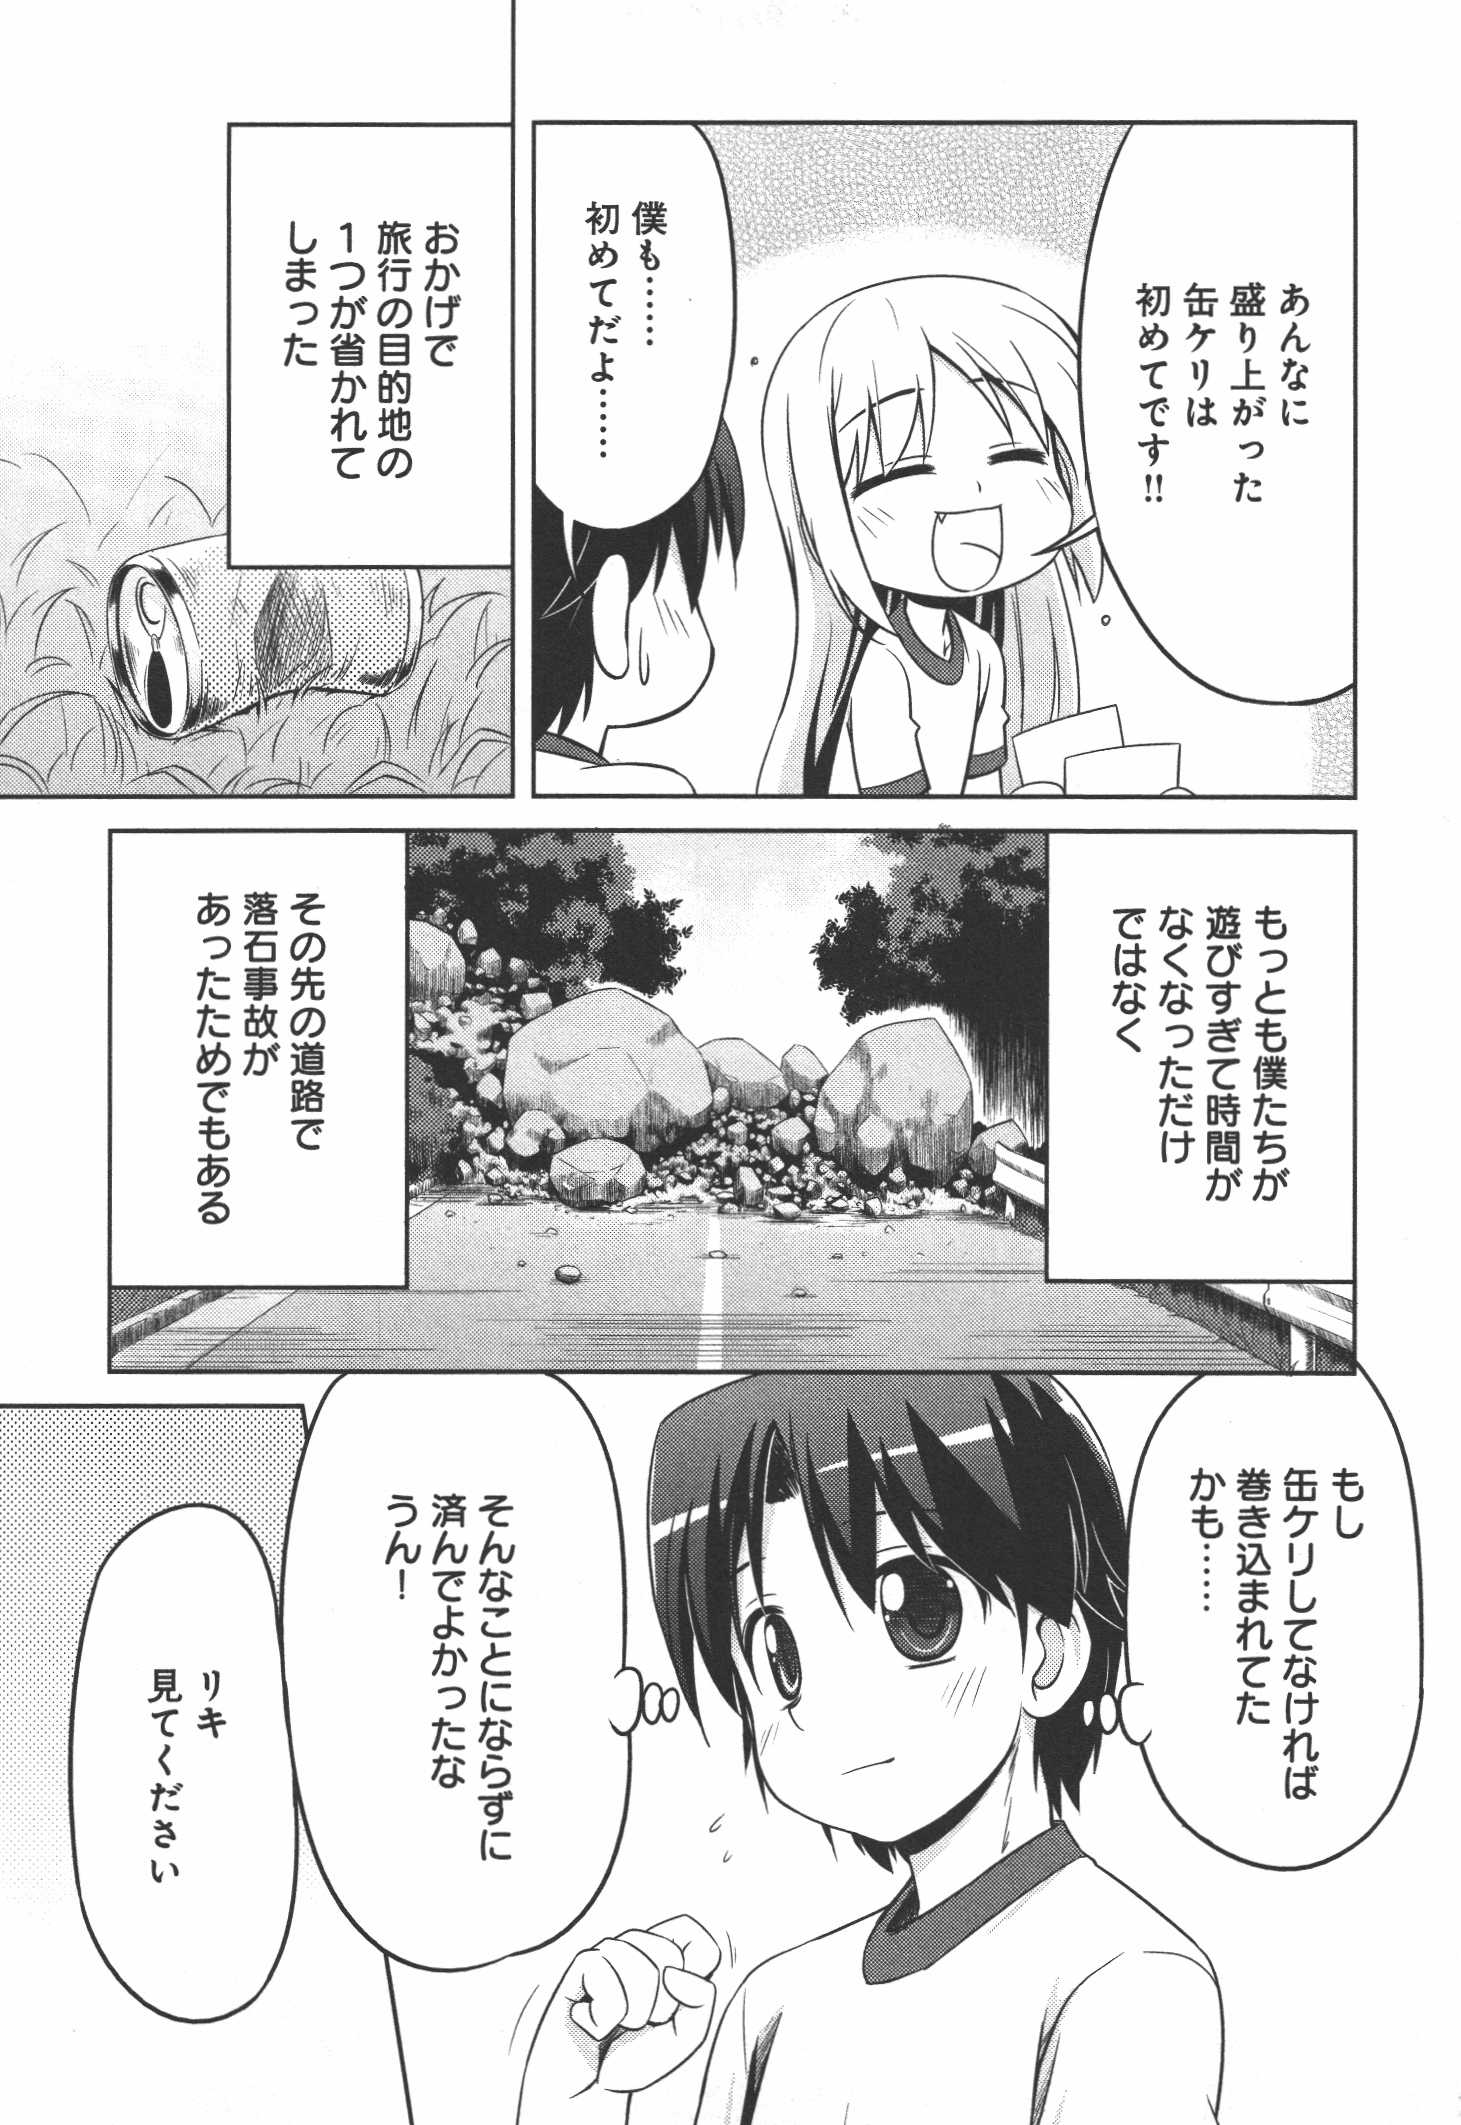 あんなに
盛り上がった
缶ケリは
初めてです!!
僕も……
初めてだよ……
おかげで
旅行の目的地の
1つが省かれて
しまった
もっとも僕たちが
遊びすぎて時間が
なくなっただけ
ではなく
その先の道路で
落石事故が
あったためでもある
もし
缶ケリしてなければ
巻き込まれてた
かも……
そんなことにならずに
済んでよかったな
うん!
リキ
見てください